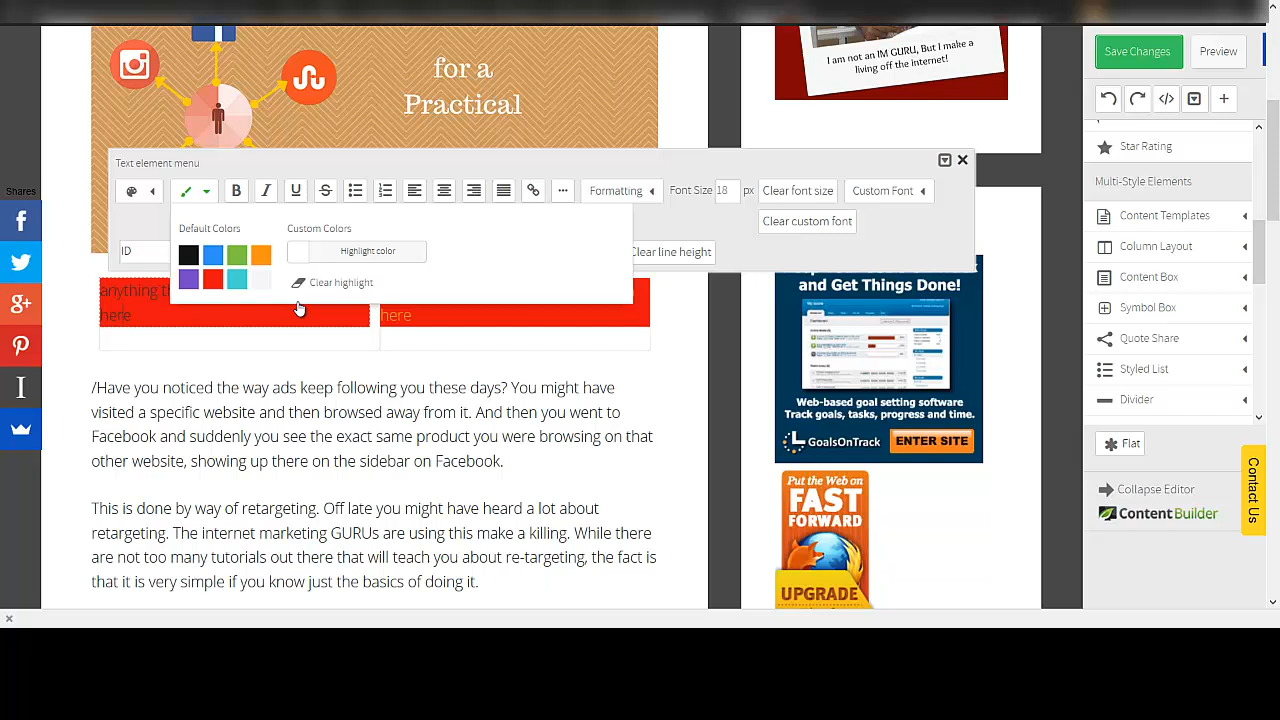 for a
Practical
I am not an IM GURU, But I make a
living off the internet!
Save Changes
Preview
Star Rating
Multi-Style Elements
Content Templates
Column Layout
Content Box
Symbol Box
Quote Share
Styled List
Divider
Flat
Collapse Editor
ContentBuilder
Contact Us
Shares
Text element menu
B I U S
Formatting
Font Size 18 px
Clear font size
Custom Font
Clear custom font
Default Colors
Custom Colors
ID
Highlight color
Clear line height
Clear highlight
anything
here
here
/Have you noticed the way ads keep following you these days? You might have
visited a specific website and then browsed away from it. And then you went to
Facebook and suddenly you see the exact same product you were browsing on that
other website, showing up there on the sidebar on Facebook.
This done by way of retargeting. Off late you might have heard a lot about
retargeting. The internet marketing GURUs are using this make a killing. While there
are not too many tutorials out there that will teach you about re-targeting, the fact is
that it is very simple if you know just the basics of doing it.
and Get Things Done!
Web-based goal setting software
Track goals, tasks, progress and time.
GoalsOnTrack
ENTER SITE
Put the Web on
FAST
FORWARD
UPGRADE